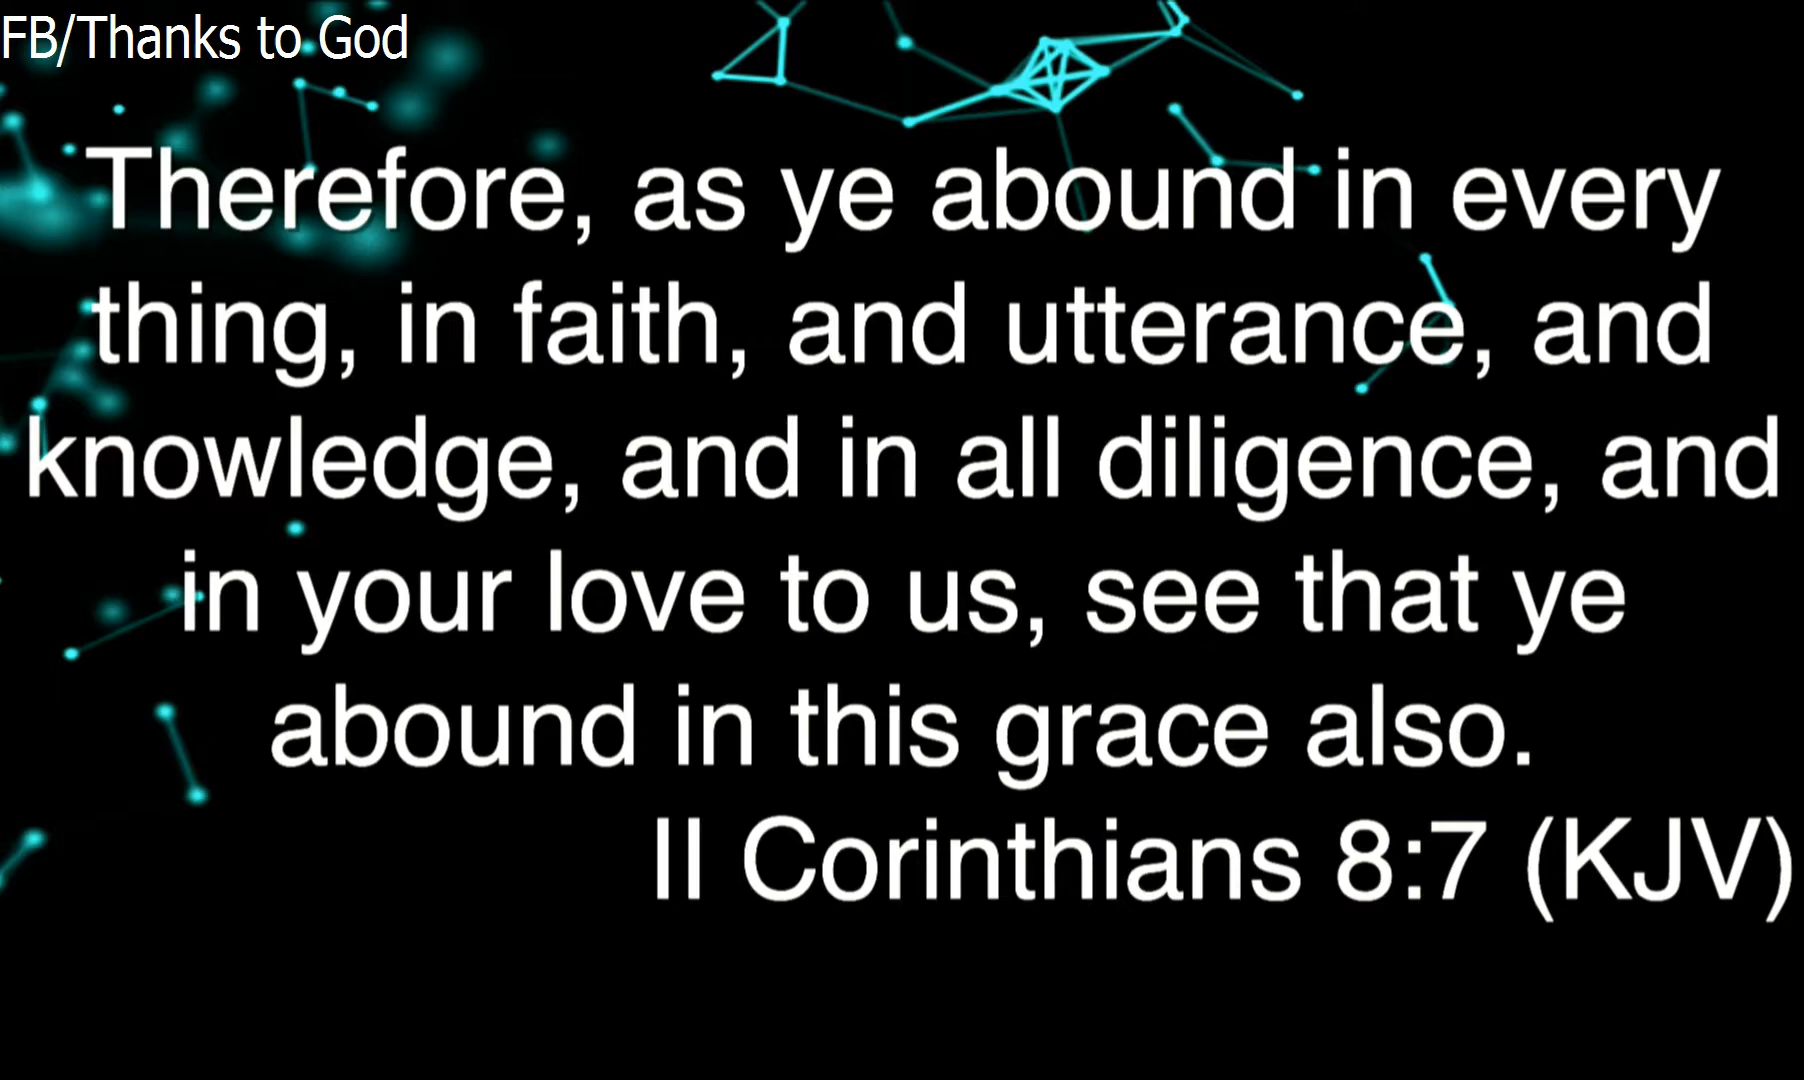 FB/Thanks to God
Therefore, as ye abound in every
thing, in faith, and utterance, and
knowledge, and in all diligence, and
in your love to us, see that ye
abound in this grace also.
II Corinthians 8:7 (KJV)